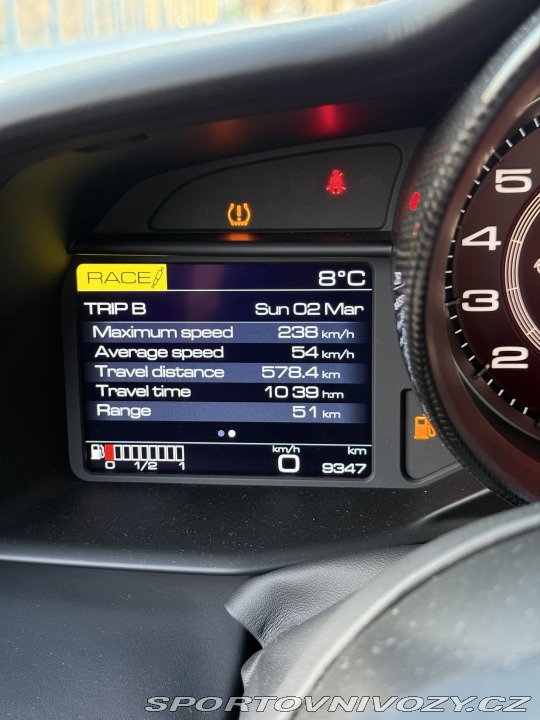 RACE 8°C
TRIP B Sun 02 Mar
Maximum speed 238 km/h
Average speed 54 km/h
Travel distance 578.4 km
Travel time 10 39 h:m
Range 51 km
km/h km
0 1/2 1 0 9347
5
4
3
2
SPORTOVNIVOZY.CZ